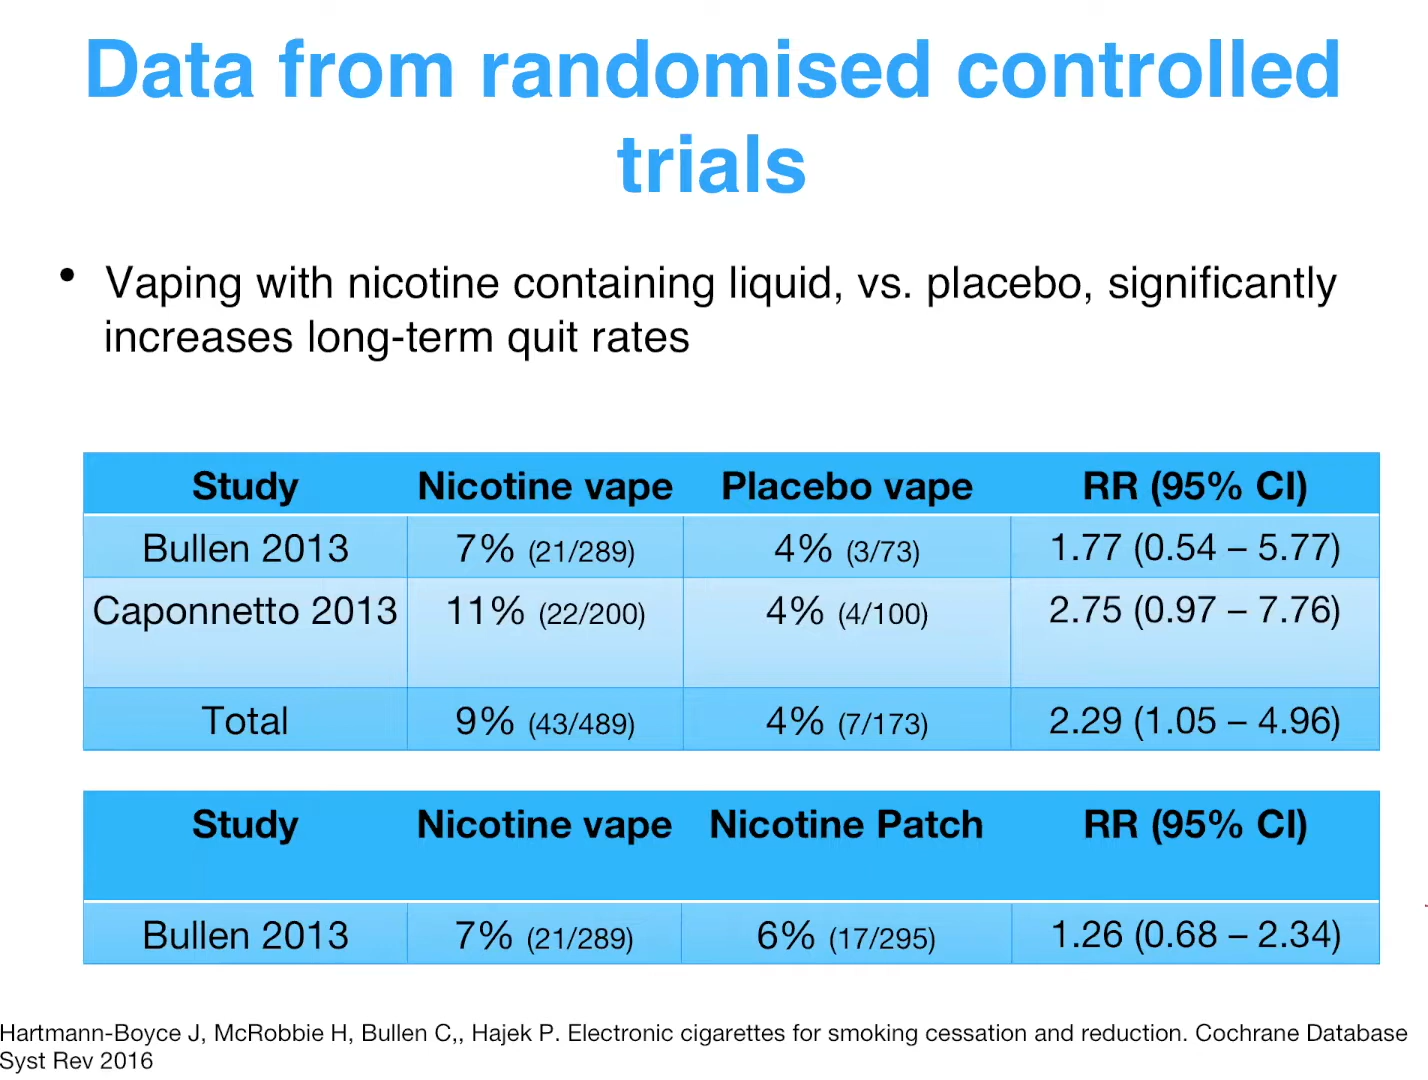 Data from randomised controlled
trials
• Vaping with nicotine containing liquid, vs. placebo, significantly
increases long-term quit rates
Study Nicotine vape Placebo vape RR (95% CI)
Bullen 2013 7% (21/289) 4% (3/73) 1.77 (0.54 – 5.77)
Caponnetto 2013 11% (22/200) 4% (4/100) 2.75 (0.97 – 7.76)
Total 9% (43/489) 4% (7/173) 2.29 (1.05 – 4.96)
Study Nicotine vape Nicotine Patch RR (95% CI)
Bullen 2013 7% (21/289) 6% (17/295) 1.26 (0.68 – 2.34)
Hartmann-Boyce J, McRobbie H, Bullen C,, Hajek P. Electronic cigarettes for smoking cessation and reduction. Cochrane Database
Syst Rev 2016